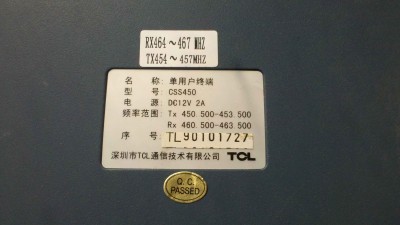 RX464～467 MHZ
TX454～457MHZ
名 称: 单用户终端
型 号: CSS450
电 源: DC12V 2A
频率范围: Tx 450.500-453.500
Rx 460.500-463.500
序 号: TL90101727
深圳市TCL通信技术有限公司 TCL
Q.C.
PASSED